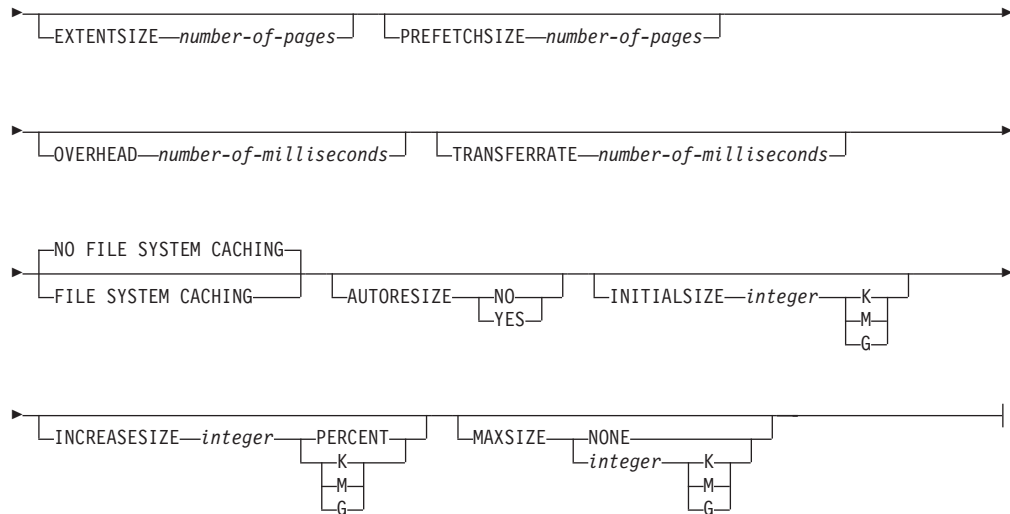 EXTENTSIZE number-of-pages PREFETCHSIZE number-of-pages
OVERHEAD number-of-milliseconds TRANSFERRATE number-of-milliseconds
NO FILE SYSTEM CACHING
FILE SYSTEM CACHING AUTORESIZE NO INITIALSIZE integer K
YES M
G
INCREASESIZE integer PERCENT MAXSIZE NONE
K integer K
M M
G G